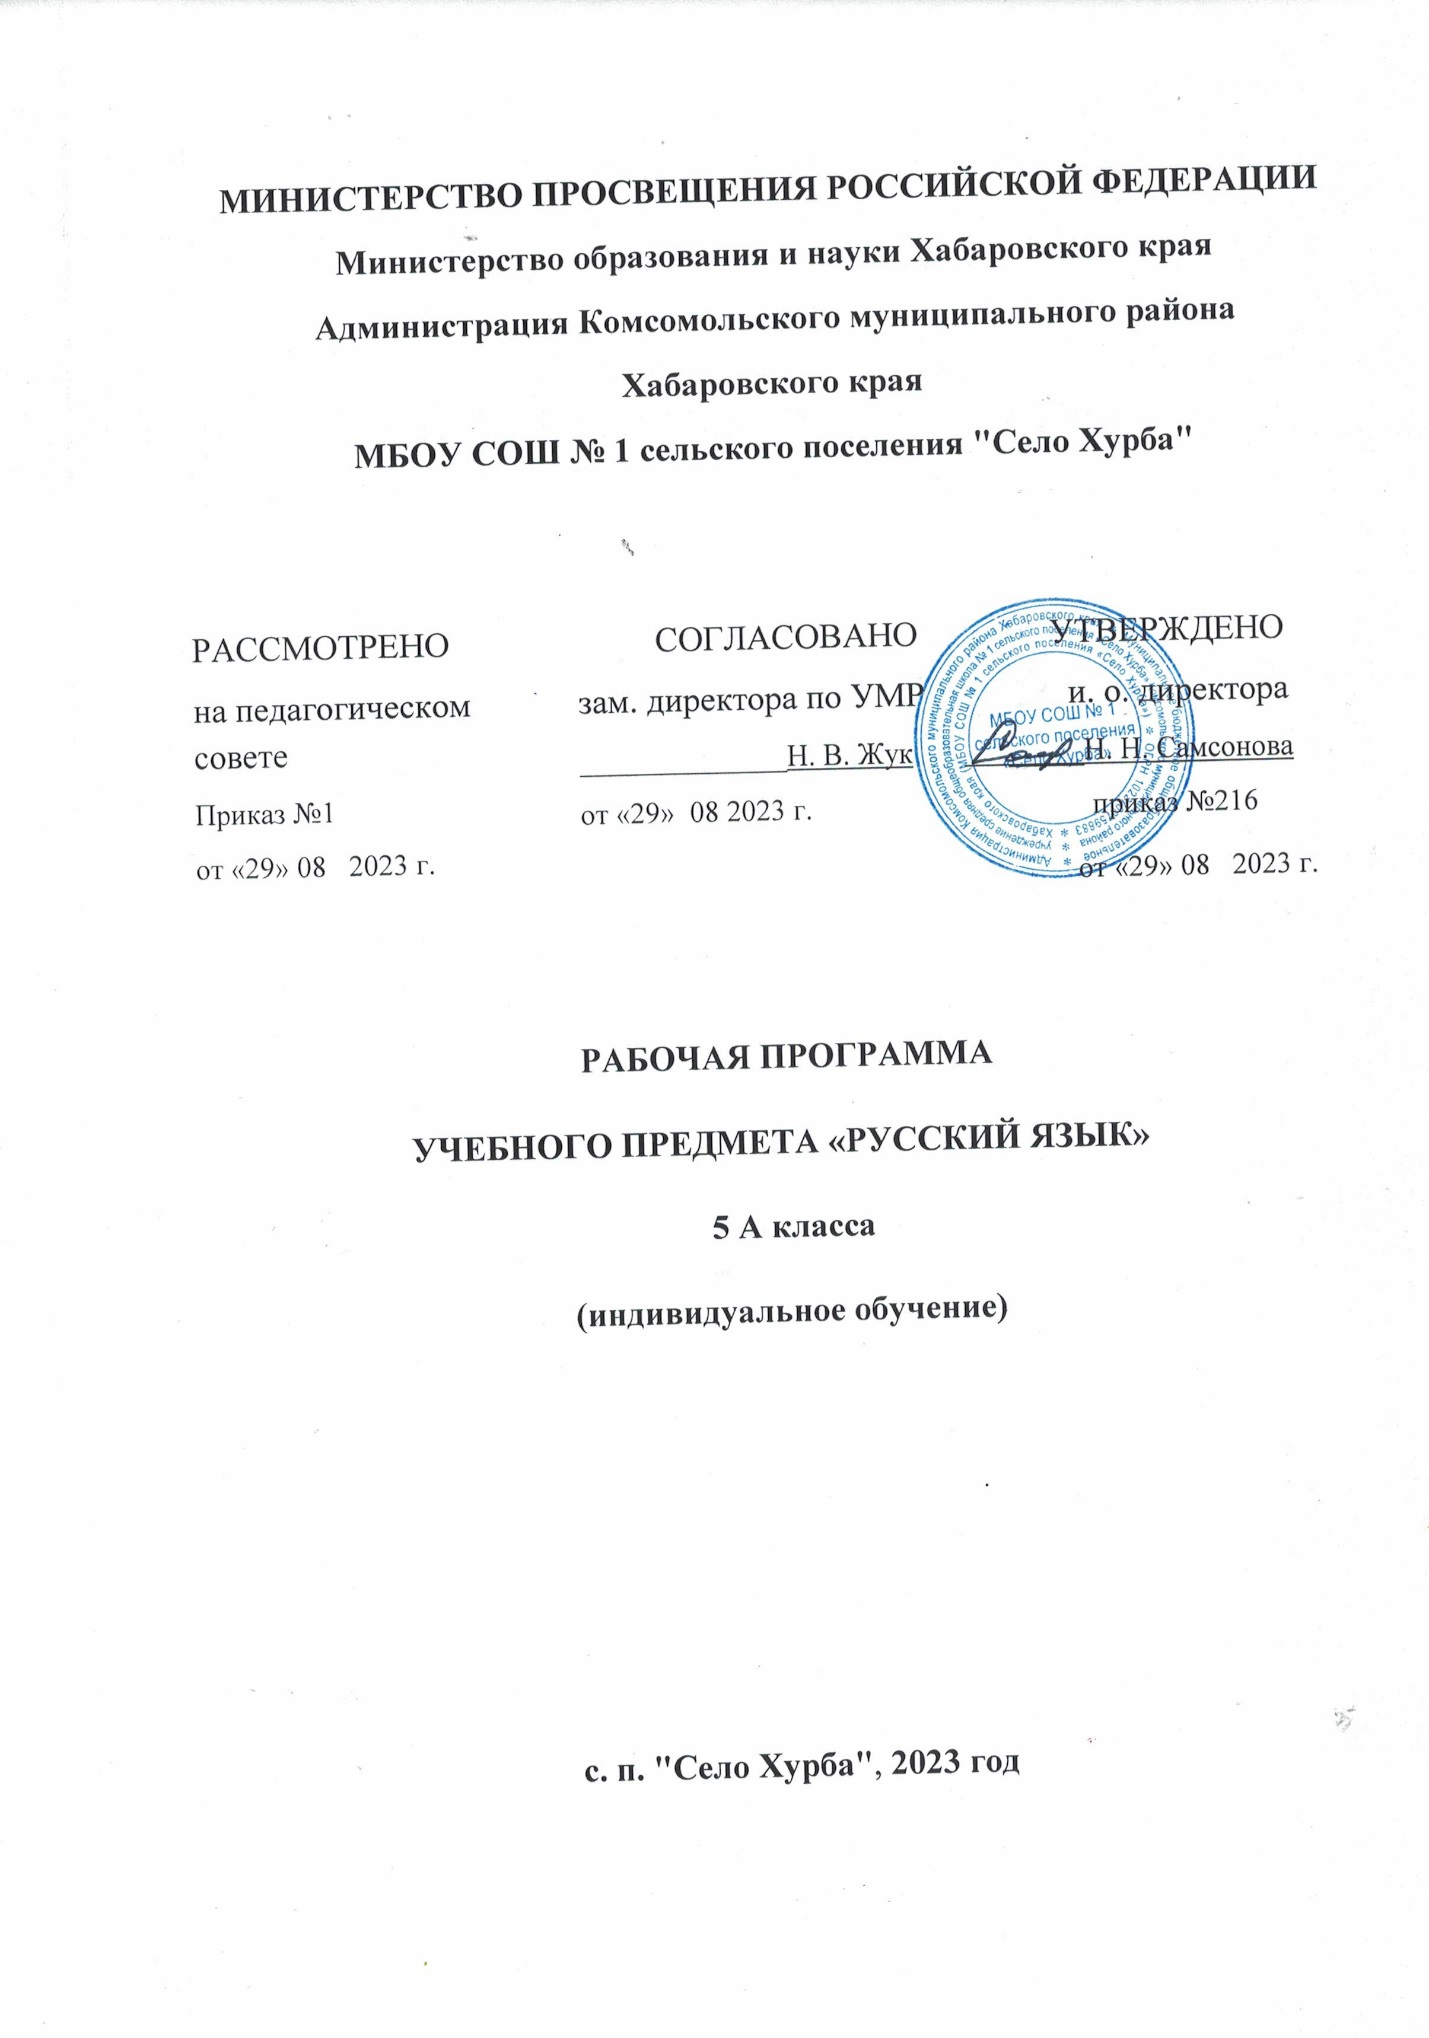 МИНИСТЕРСТВО ПРОСВЕЩЕНИЯ РОССИЙСКОЙ ФЕДЕРАЦИИ
Министерство образования и науки Хабаровского края
Администрация Комсомольского муниципального района
Хабаровского края
МБОУ СОШ № 1 сельского поселения "Село Хурба"
РАССМОТРЕНО
на педагогическом
совете
Приказ №1
от «29» 08 2023 г.
СОГЛАСОВАНО
зам. директора по УМР
Н. В. Жук
от «29» 08 2023 г.
УТВЕРЖДЕНО
и. о. директора
Н. Н. Самсонова
приказ №216
от «29» 08 2023 г.
МБОУ СОШ № 1
сельского поселения
«Село Хурба»
РАБОЧАЯ ПРОГРАММА
УЧЕБНОГО ПРЕДМЕТА «РУССКИЙ ЯЗЫК»
5 А класса
(индивидуальное обучение)
с. п. "Село Хурба", 2023 год